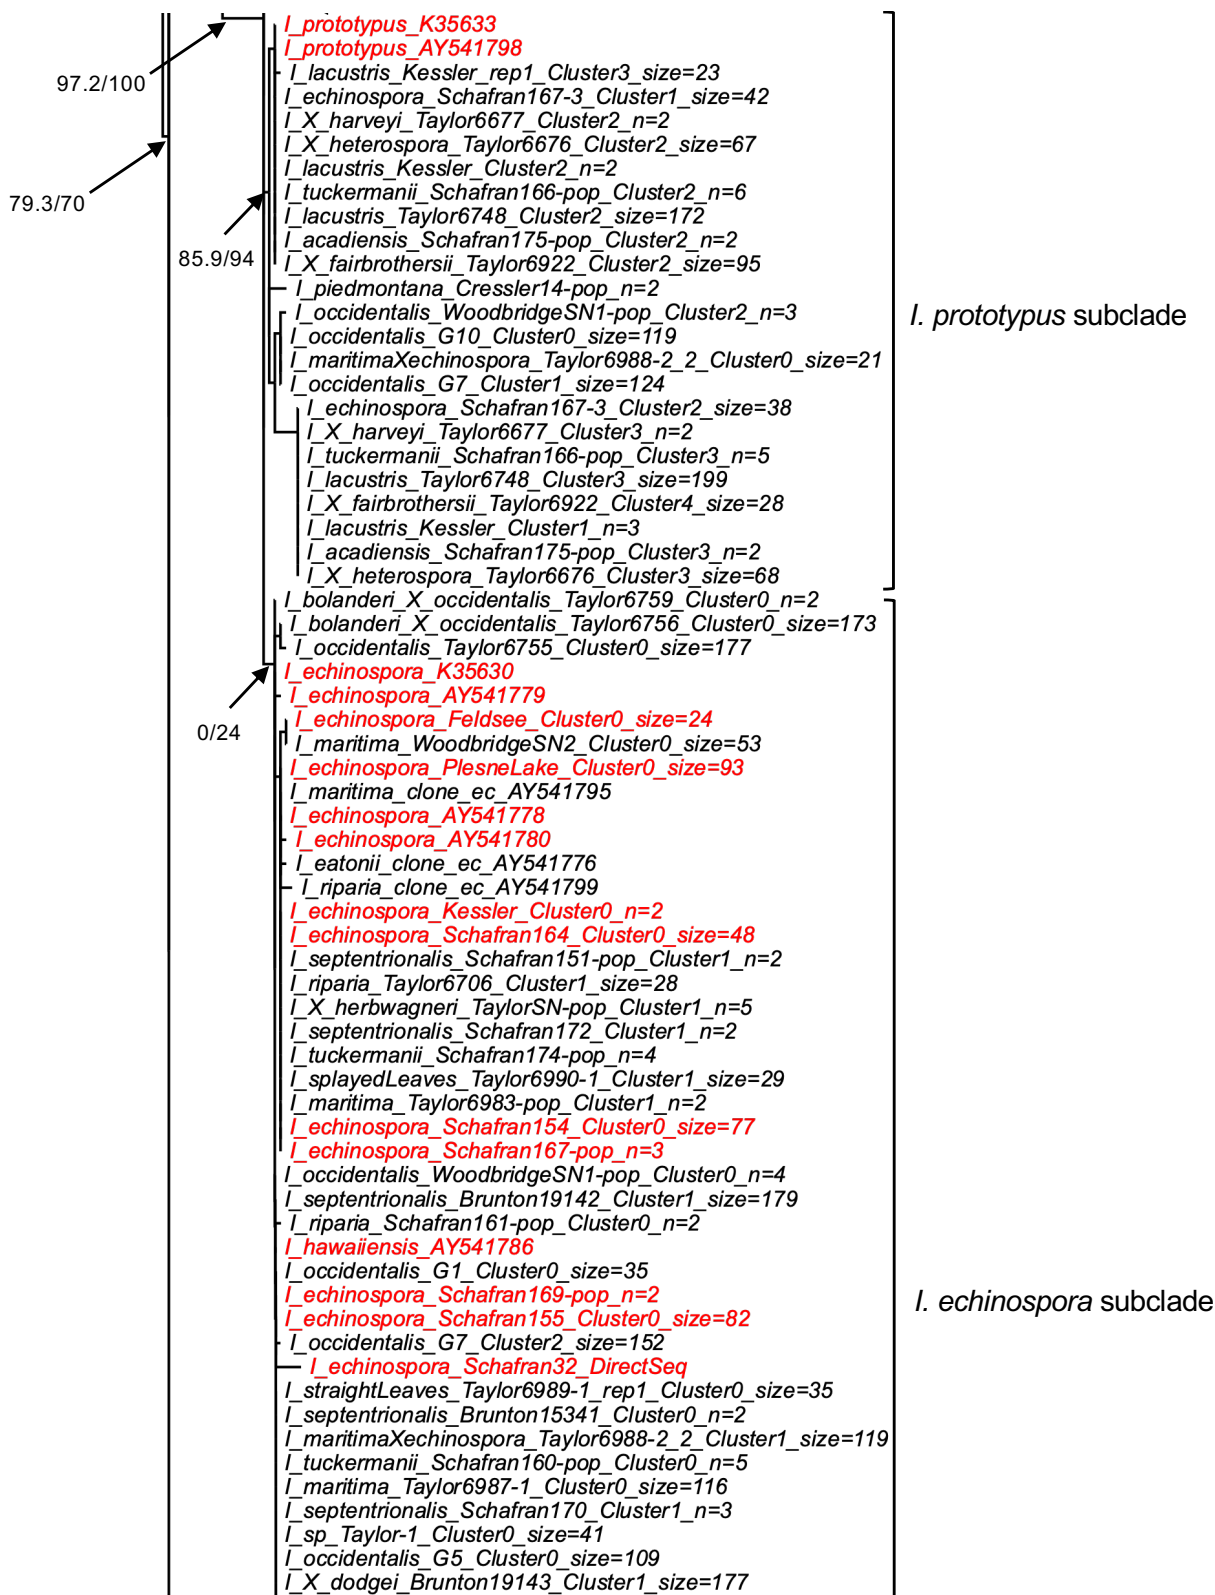 I_prototypus_K35633
I_prototypus_AY541798
97.2/100
I_lacustris_Kessler_rep1_Cluster3_size=23
I_echinospora_Schafran167-3_Cluster1_size=42
I_X_harveyi_Taylor6677_Cluster2_n=2
I_X_heterospora_Taylor6676_Cluster2_size=67
I_lacustris_Kessler_Cluster2_n=2
I_tuckermanii_Schafran166-pop_Cluster2_n=6
79.3/70
I_lacustris_Taylor6748_Cluster2_size=172
I_acadiensis_Schafran175-pop_Cluster2_n=2
85.9/94
I_X_fairbrothersii_Taylor6922_Cluster2_size=95
I_piedmontana_Cressler14-pop_n=2
I_occidentalis_WoodbridgeSN1-pop_Cluster2_n=3
I. prototypus subclade
I_occidentalis_G10_Cluster0_size=119
I_maritimaXechinospora_Taylor6988-2_2_Cluster0_size=21
I_occidentalis_G7_Cluster1_size=124
I_echinospora_Schafran167-3_Cluster2_size=38
I_X_harveyi_Taylor6677_Cluster3_n=2
I_tuckermanii_Schafran166-pop_Cluster3_n=5
I_lacustris_Taylor6748_Cluster3_size=199
I_X_fairbrothersii_Taylor6922_Cluster4_size=28
I_lacustris_Kessler_Cluster1_n=3
I_acadiensis_Schafran175-pop_Cluster3_n=2
I_X_heterospora_Taylor6676_Cluster3_size=68
I_bolanderi_X_occidentalis_Taylor6759_Cluster0_n=2
I_bolanderi_X_occidentalis_Taylor6756_Cluster0_size=173
I_occidentalis_Taylor6755_Cluster0_size=177
I_echinospora_K35630
I_echinospora_AY541779
I_echinospora_Feldsee_Cluster0_size=24
0/24
I_maritima_WoodbridgeSN2_Cluster0_size=53
I_echinospora_PlesneLake_Cluster0_size=93
I_maritima_clone_ec_AY541795
I_echinospora_AY541778
I_echinospora_AY541780
I_eatonii_clone_ec_AY541776
I_riparia_clone_ec_AY541799
I_echinospora_Kessler_Cluster0_n=2
I_echinospora_Schafran164_Cluster0_size=48
I_septentrionalis_Schafran151-pop_Cluster1_n=2
I_riparia_Taylor6706_Cluster1_size=28
I_X_herbwagneri_TaylorSN-pop_Cluster1_n=5
I_septentrionalis_Schafran172_Cluster1_n=2
I_tuckermanii_Schafran174-pop_n=4
I_splayedLeaves_Taylor6990-1_Cluster1_size=29
I_maritima_Taylor6983-pop_Cluster1_n=2
I_echinospora_Schafran154_Cluster0_size=77
I_echinospora_Schafran167-pop_n=3
I_occidentalis_WoodbridgeSN1-pop_Cluster0_n=4
I_septentrionalis_Brunton19142_Cluster1_size=179
I_riparia_Schafran161-pop_Cluster0_n=2
I_hawaiiensis_AY541786
I_occidentalis_G1_Cluster0_size=35
I_echinospora_Schafran169-pop_n=2
I. echinospora subclade
I_echinospora_Schafran155_Cluster0_size=82
I_occidentalis_G7_Cluster2_size=152
I_echinospora_Schafran32_DirectSeq
I_straightLeaves_Taylor6989-1_rep1_Cluster0_size=35
I_septentrionalis_Brunton15341_Cluster0_n=2
I_maritimaXechinospora_Taylor6988-2_2_Cluster1_size=119
I_tuckermanii_Schafran160-pop_Cluster0_n=5
I_maritima_Taylor6987-1_Cluster0_size=116
I_septentrionalis_Schafran170_Cluster1_n=3
I_sp_Taylor-1_Cluster0_size=41
I_occidentalis_G5_Cluster0_size=109
I_X_dodgei_Brunton19143_Cluster1_size=177